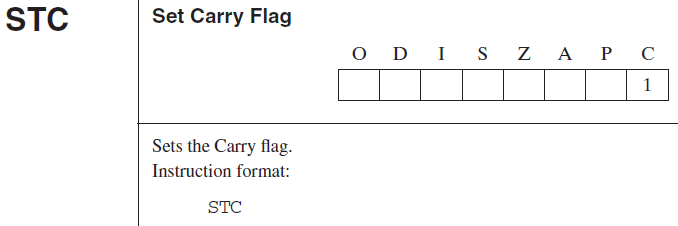 STC
Set Carry Flag
O D I S Z A P C
1
Sets the Carry flag.
Instruction format:
STC